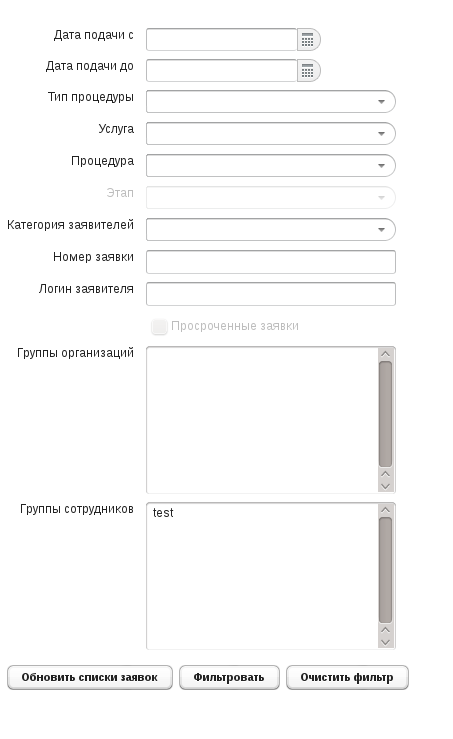 Дата подачи с
Дата подачи до
Тип процедуры
Услуга
Процедура
Этап
Категория заявителей
Номер заявки
Логин заявителя
Просроченные заявки
Группы организаций
Группы сотрудников
test
Обновить списки заявок Фильтровать Очистить фильтр